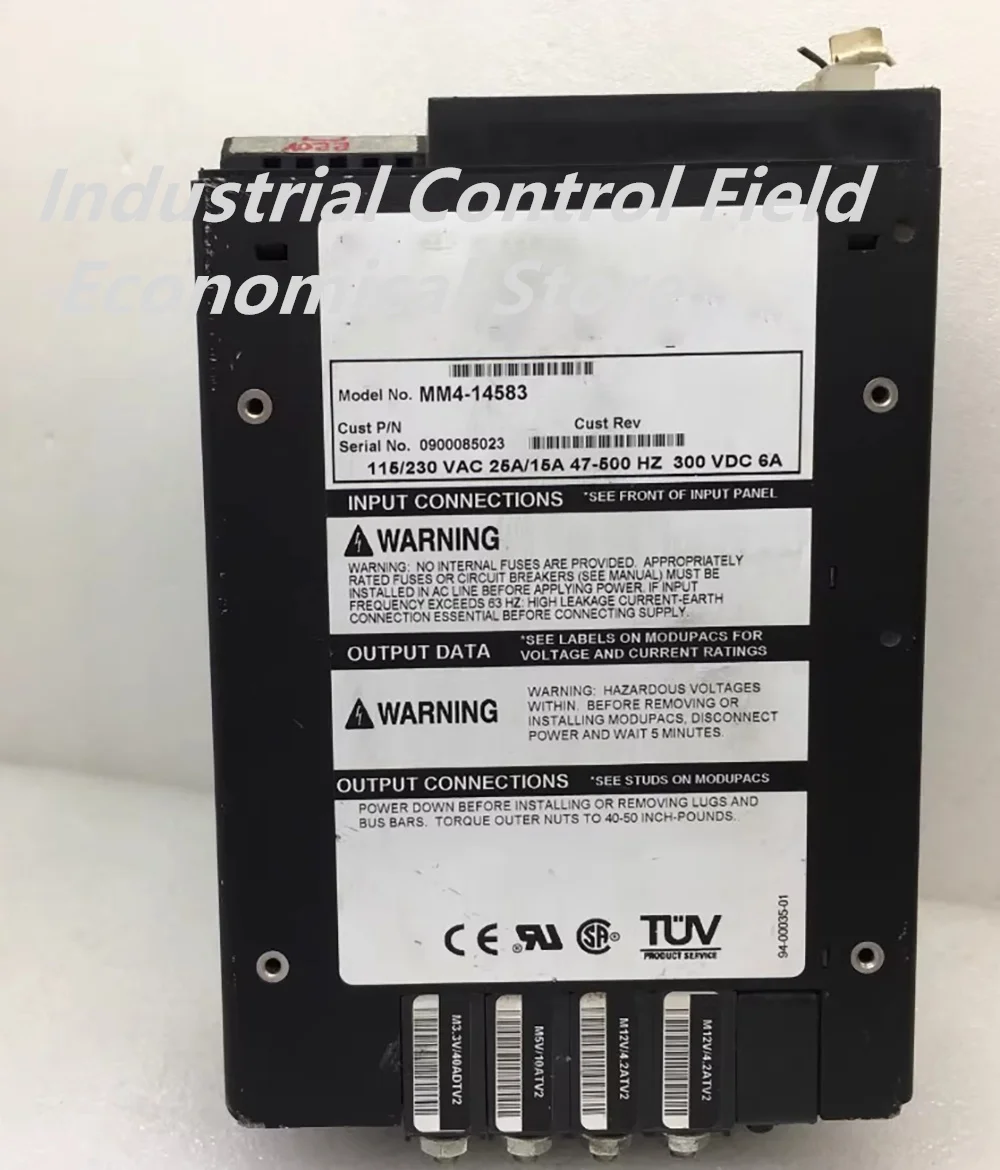 Industrial Control Field
Economical Store
Model No. MM4-14583
Cust P/N
Cust Rev
Serial No. 0900085023
115/230 VAC 25A/15A 47-500 HZ 300 VDC 6A
INPUT CONNECTIONS *SEE FRONT OF INPUT PANEL
WARNING
WARNING: NO INTERNAL FUSES ARE PROVIDED. APPROPRIATELY
RATED FUSES OR CIRCUIT BREAKERS (SEE MANUAL) MUST BE
INSTALLED IN AC LINE BEFORE APPLYING POWER. IF INPUT
FREQUENCY EXCEEDS 63 HZ: HIGH LEAKAGE CURRENT-EARTH
CONNECTION ESSENTIAL BEFORE CONNECTING SUPPLY.
OUTPUT DATA
*SEE LABELS ON MODUPACS FOR
VOLTAGE AND CURRENT RATINGS
WARNING
WARNING: HAZARDOUS VOLTAGES
WITHIN. BEFORE REMOVING OR
INSTALLING MODUPACS, DISCONNECT
POWER AND WAIT 5 MINUTES.
OUTPUT CONNECTIONS *SEE STUDS ON MODUPACS
POWER DOWN BEFORE INSTALLING OR REMOVING LUGS AND
BUS BARS. TORQUE OUTER NUTS TO 40-50 INCH-POUNDS.
CE
RU
SA
TÜV
PRODUCT SERVICE
94-00035-01
M3.3V/40ADTV2
M5V/10ATV2
M12V/4.2ATV2
M12V/4.2ATV2